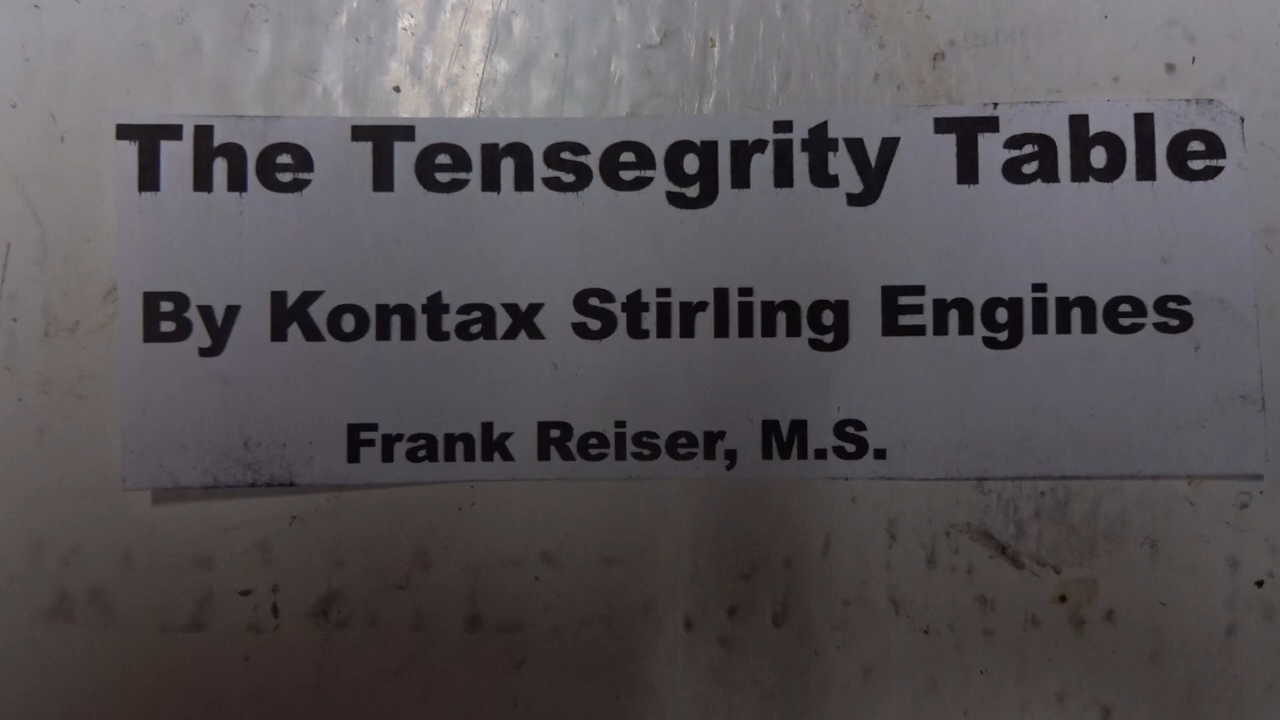 The Tensegrity Table
By Kontax Stirling Engines
Frank Reiser, M.S.